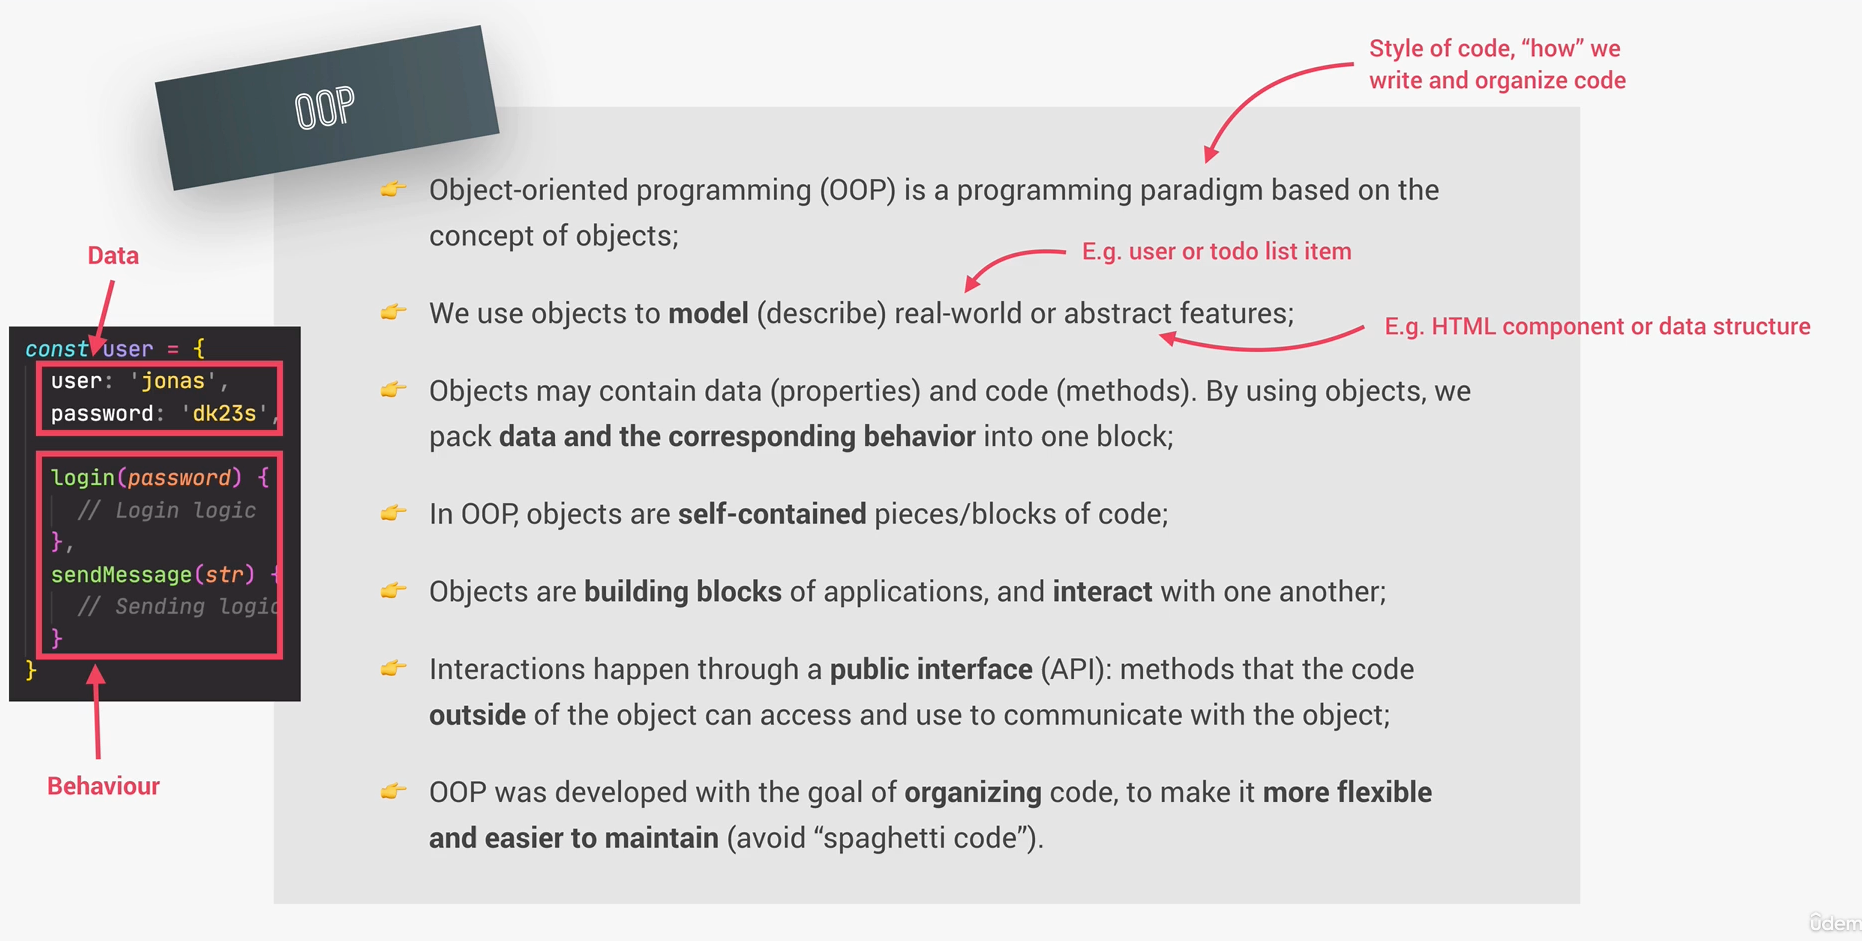 OOP
Style of code, “how” we
write and organize code
👉 Object-oriented programming (OOP) is a programming paradigm based on the
concept of objects;
E.g. user or todo list item
👉 We use objects to model (describe) real-world or abstract features;
E.g. HTML component or data structure
👉 Objects may contain data (properties) and code (methods). By using objects, we
pack data and the corresponding behavior into one block;
👉 In OOP, objects are self-contained pieces/blocks of code;
👉 Objects are building blocks of applications, and interact with one another;
👉 Interactions happen through a public interface (API): methods that the code
outside of the object can access and use to communicate with the object;
👉 OOP was developed with the goal of organizing code, to make it more flexible
and easier to maintain (avoid “spaghetti code”).
Data
const user = {
user: 'jonas',
password: 'dk23s',
login(password) {
// Login logic
},
sendMessage(str) {
// Sending logic
}
}
Behaviour
ûdem